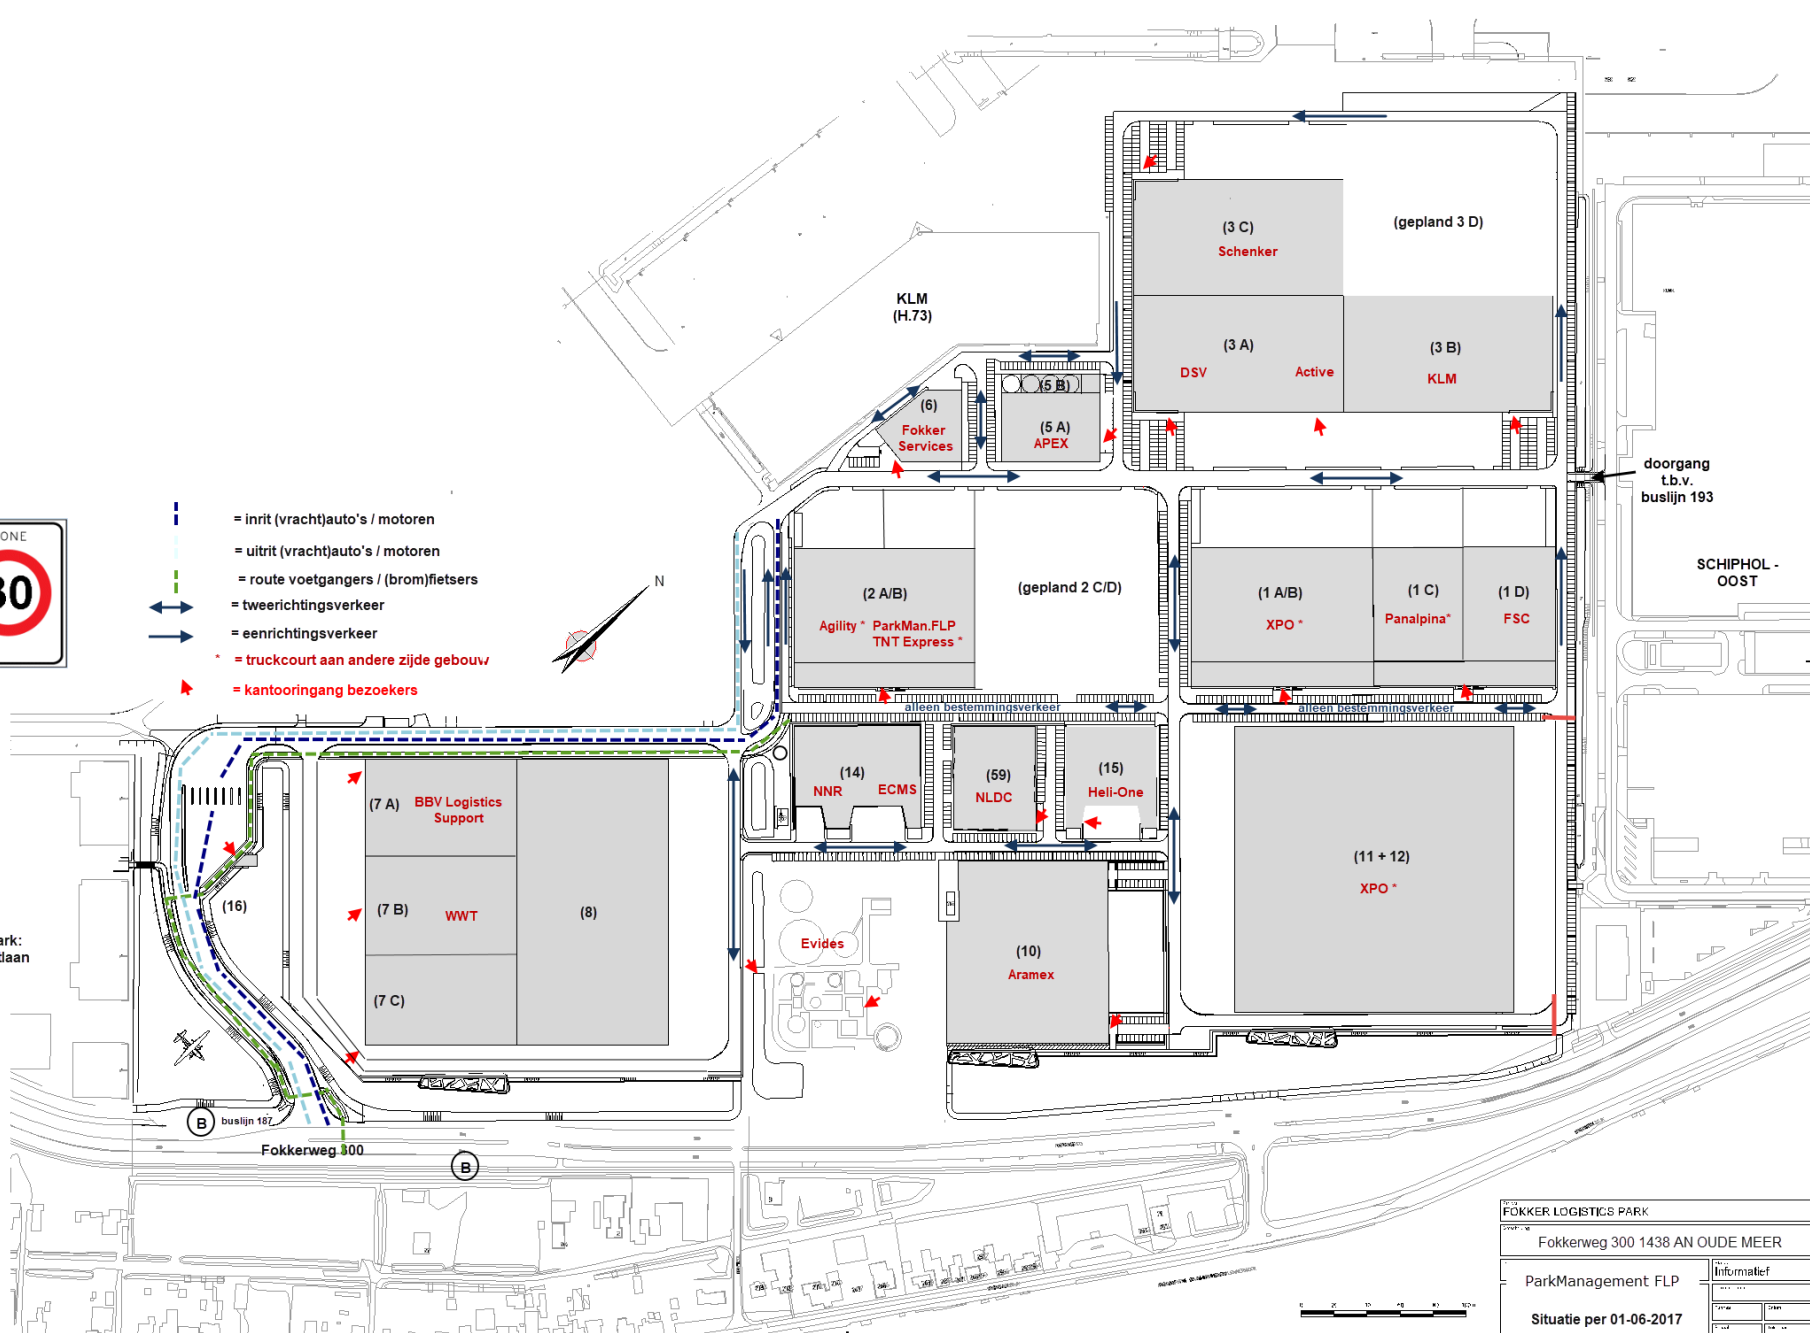 (3 C)
Schenker
(gepland 3 D)
KLM
(H.73)
(3 A)
DSV
Active
(3 B)
KLM
(5 B)
(5 A)
APEX
(6)
Fokker
Services
doorgang
t.b.v.
buslijn 193
SCHIPHOL -
OOST
ONE
30
= inrit (vracht)auto's / motoren
= uitrit (vracht)auto's / motoren
= route voetgangers / (brom)fietsers
= tweerichtingsverkeer
= eenrichtingsverkeer
* = truckcourt aan andere zijde gebouw
= kantooringang bezoekers
N
(2 A/B)
Agility * ParkMan.FLP
TNT Express *
(gepland 2 C/D)
(1 A/B)
XPO *
(1 C)
Panalpina*
(1 D)
FSC
alleen bestemmingsverkeer
alleen bestemmingsverkeer
(14)
NNR
ECMS
(59)
NLDC
(15)
Heli-One
(7 A)
BBV Logistics
Support
(7 B)
WWT
(7 C)
(8)
(16)
ark:
tlaan
Evides
(10)
Aramex
(11 + 12)
XPO *
B
buslijn 187
Fokkerweg 300
B
FOKKER LOGISTICS PARK
Fokkerweg 300 1438 AN OUDE MEER
ParkManagement FLP
Informatief
Situatie per 01-06-2017